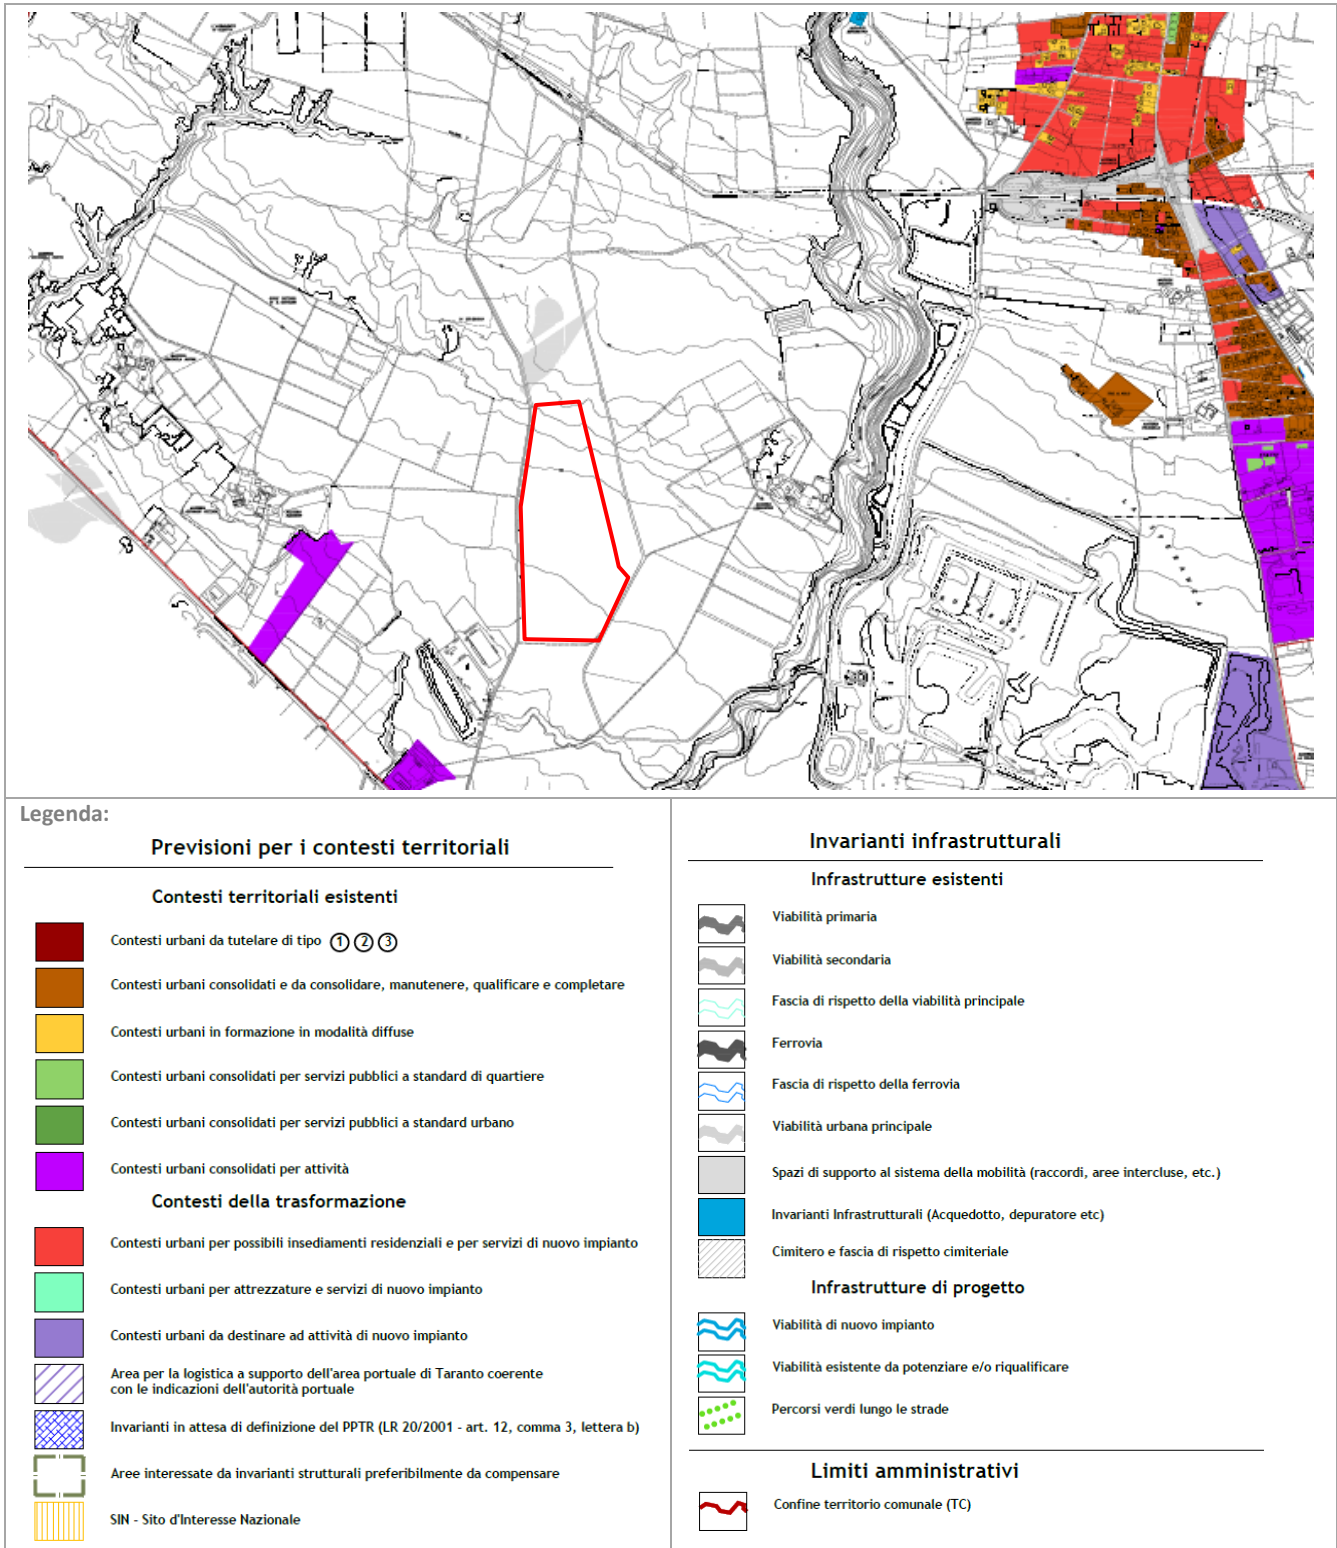 Legenda:
Previsioni per i contesti territoriali
Contesti territoriali esistenti
Contesti urbani da tutelare di tipo 1 2 3
Contesti urbani consolidati e da consolidare, manutenere, qualificare e completare
Contesti urbani in formazione in modalità diffuse
Contesti urbani consolidati per servizi pubblici a standard di quartiere
Contesti urbani consolidati per servizi pubblici a standard urbano
Contesti urbani consolidati per attività
Contesti della trasformazione
Contesti urbani per possibili insediamenti residenziali e per servizi di nuovo impianto
Contesti urbani per attrezzature e servizi di nuovo impianto
Contesti urbani da destinare ad attività di nuovo impianto
Area per la logistica a supporto dell'area portuale di Taranto coerente
con le indicazioni dell'autorità portuale
Invarianti in attesa di definizione del PPTR (LR 20/2001 - art. 12, comma 3, lettera b)
Aree interessate da invarianti strutturali preferibilmente da compensare
SIN - Sito d'Interesse Nazionale
Invarianti infrastrutturali
Infrastrutture esistenti
Viabilità primaria
Viabilità secondaria
Fascia di rispetto della viabilità principale
Ferrovia
Fascia di rispetto della ferrovia
Viabilità urbana principale
Spazi di supporto al sistema della mobilità (raccordi, aree intercluse, etc.)
Invarianti Infrastrutturali (Acquedotto, depuratore etc)
Cimitero e fascia di rispetto cimiteriale
Infrastrutture di progetto
Viabilità di nuovo impianto
Viabilità esistente da potenziare e/o riqualificare
Percorsi verdi lungo le strade
Limiti amministrativi
Confine territorio comunale (TC)